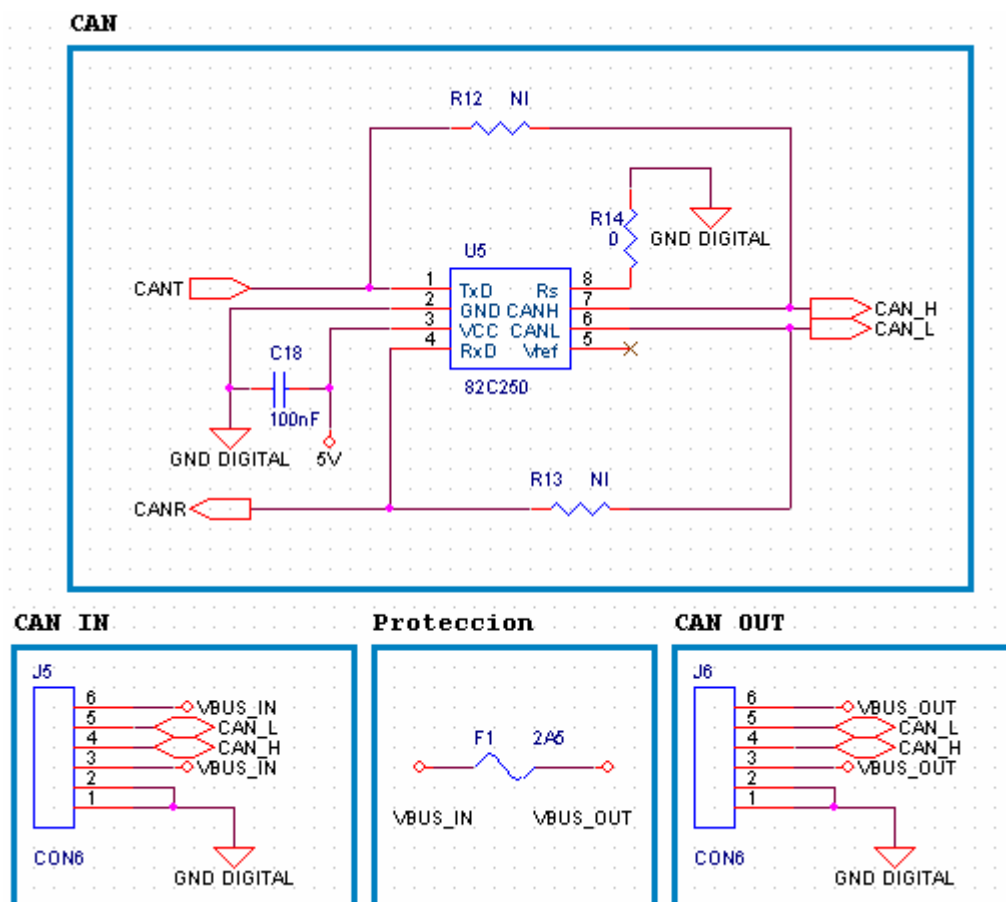 CAN
R12 NI
R14
0
GND DIGITAL
U5
CANT
1 TxD Rs 8
2 GND CANH 7
3 VCC CANL 6
4 RxD Vref 5
CAN_H
CAN_L
C18
100nF
82C250
GND DIGITAL
5V
R13 NI
CANR
CAN IN
J5
6 VBUS_IN
5 CAN_L
4 CAN_H
3 VBUS_IN
2
1
CON6
GND DIGITAL
Proteccion
F1 2A5
VBUS_IN VBUS_OUT
CAN OUT
J6
6 VBUS_OUT
5 CAN_L
4 CAN_H
3 VBUS_OUT
2
1
CON6
GND DIGITAL